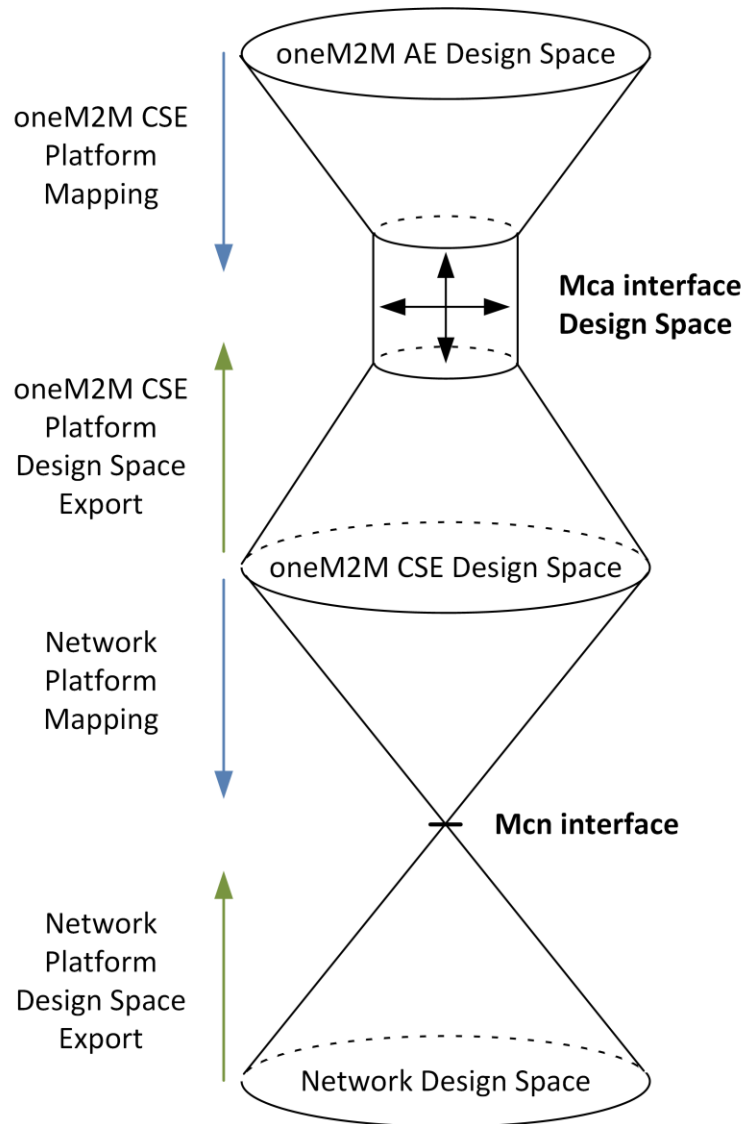 oneM2M AE Design Space
oneM2M CSE
Platform
Mapping
Mca interface
Design Space
oneM2M CSE
Platform
Design Space
Export
oneM2M CSE Design Space
Network
Platform
Mapping
Mcn interface
Network
Platform
Design Space
Export
Network Design Space